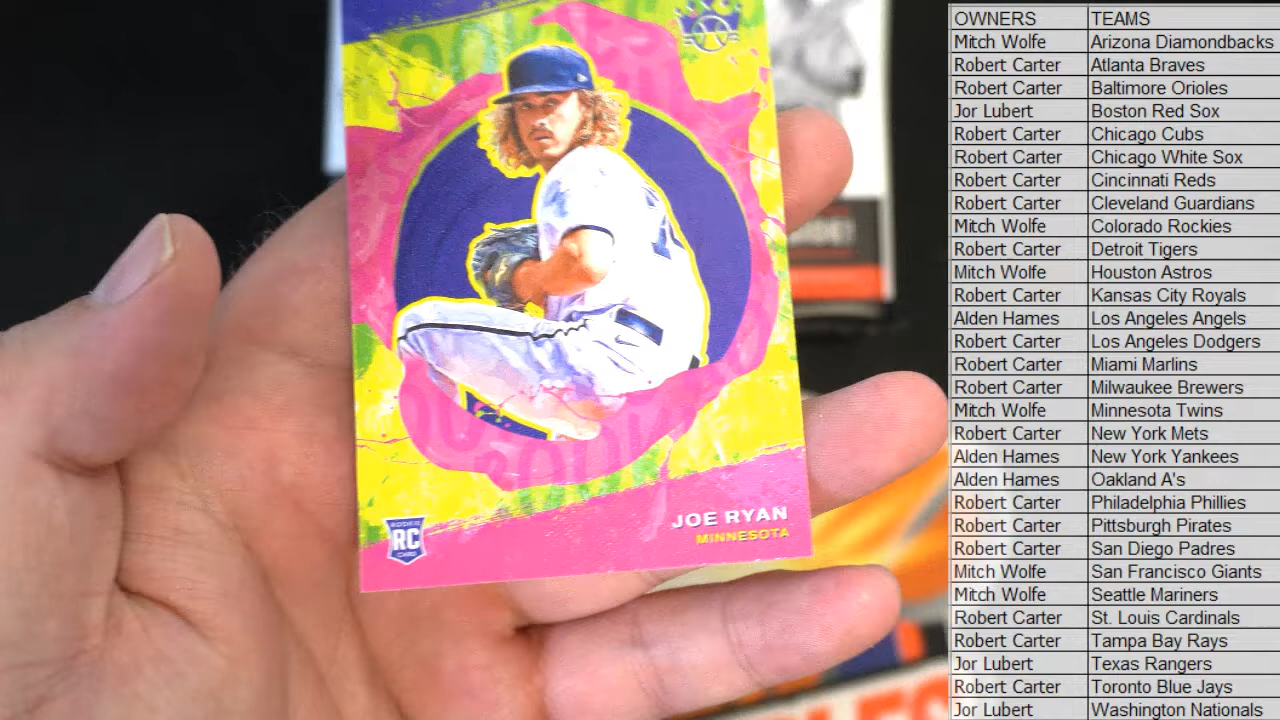 JOE RYAN
MINNESOTA
ROOKIE
RC
CARD
OWNERS TEAMS
Mitch Wolfe Arizona Diamondbacks
Robert Carter Atlanta Braves
Robert Carter Baltimore Orioles
Jor Lubert Boston Red Sox
Robert Carter Chicago Cubs
Robert Carter Chicago White Sox
Robert Carter Cincinnati Reds
Robert Carter Cleveland Guardians
Mitch Wolfe Colorado Rockies
Robert Carter Detroit Tigers
Mitch Wolfe Houston Astros
Robert Carter Kansas City Royals
Alden Hames Los Angeles Angels
Robert Carter Los Angeles Dodgers
Robert Carter Miami Marlins
Robert Carter Milwaukee Brewers
Mitch Wolfe Minnesota Twins
Robert Carter New York Mets
Alden Hames New York Yankees
Alden Hames Oakland A's
Robert Carter Philadelphia Phillies
Robert Carter Pittsburgh Pirates
Robert Carter San Diego Padres
Mitch Wolfe San Francisco Giants
Mitch Wolfe Seattle Mariners
Robert Carter St. Louis Cardinals
Robert Carter Tampa Bay Rays
Jor Lubert Texas Rangers
Robert Carter Toronto Blue Jays
Jor Lubert Washington Nationals